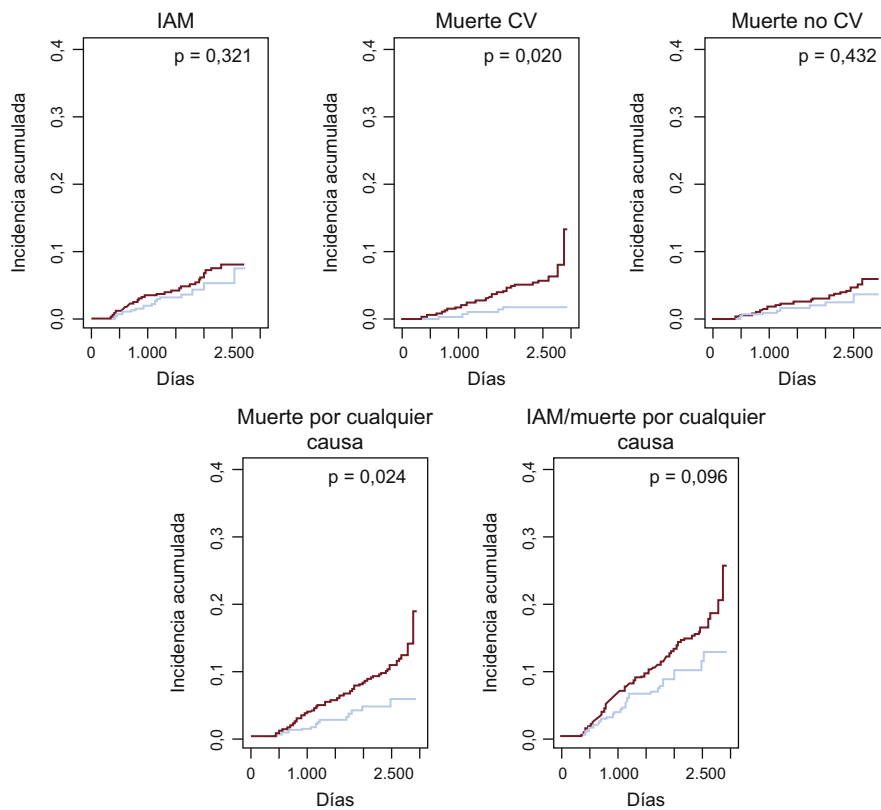 IAM
p = 0,321
Incidencia acumulada
0,4
0,3
0,2
0,1
0,0
0
1.000
2.500
Días
Muerte CV
p = 0,020
Incidencia acumulada
0,4
0,3
0,2
0,1
0,0
0
1.000
2.500
Días
Muerte no CV
p = 0,432
Incidencia acumulada
0,4
0,3
0,2
0,1
0,0
0
1.000
2.500
Días
Muerte por cualquier
causa
p = 0,024
Incidencia acumulada
0,4
0,3
0,2
0,1
0,0
0
1.000
2.500
Días
IAM/muerte por cualquier
causa
p = 0,096
Incidencia acumulada
0,4
0,3
0,2
0,1
0,0
0
1.000
2.500
Días